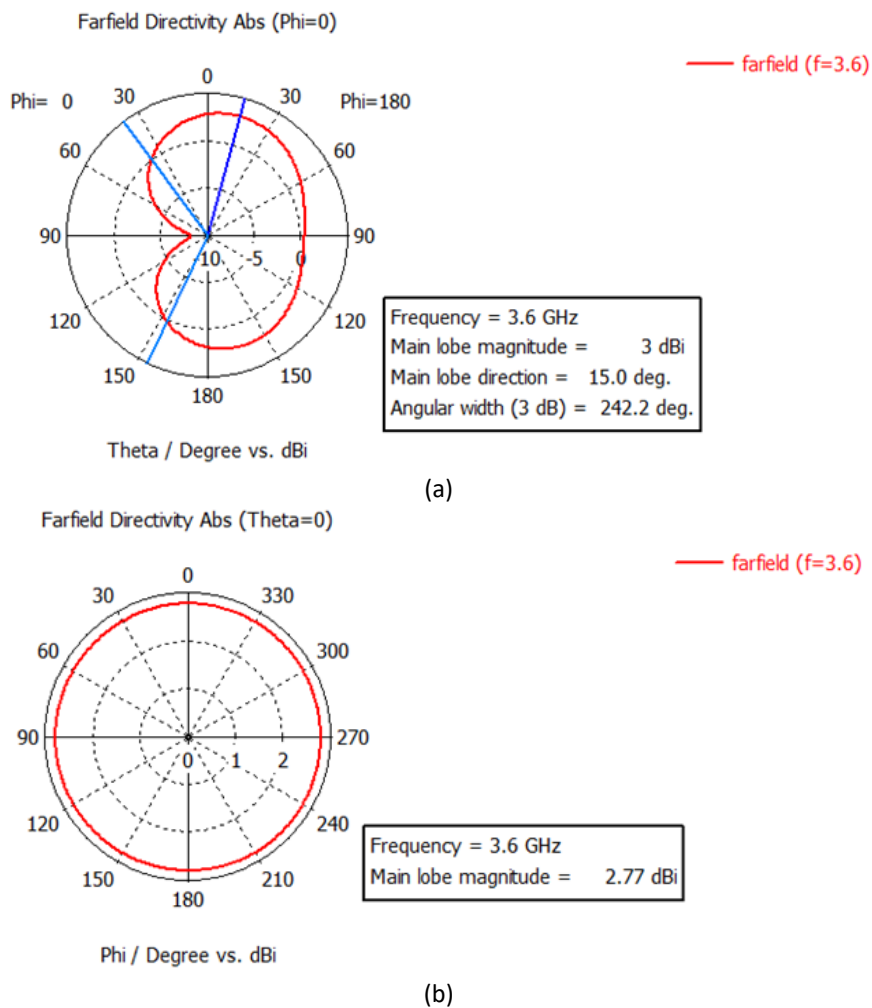 Farfield Directivity Abs (Phi=0)
farfield (f=3.6)
0
Phi= 0 30 30 Phi=180
60 60
90 -10 -5 0 90
120 120
150 150
180
Frequency = 3.6 GHz
Main lobe magnitude = 3 dBi
Main lobe direction = 15.0 deg.
Angular width (3 dB) = 242.2 deg.
Theta / Degree vs. dBi
(a)
Farfield Directivity Abs (Theta=0)
farfield (f=3.6)
0
30 330
60 300
90 0 1 2 270
120 240
150 210
180
Frequency = 3.6 GHz
Main lobe magnitude = 2.77 dBi
Phi / Degree vs. dBi
(b)